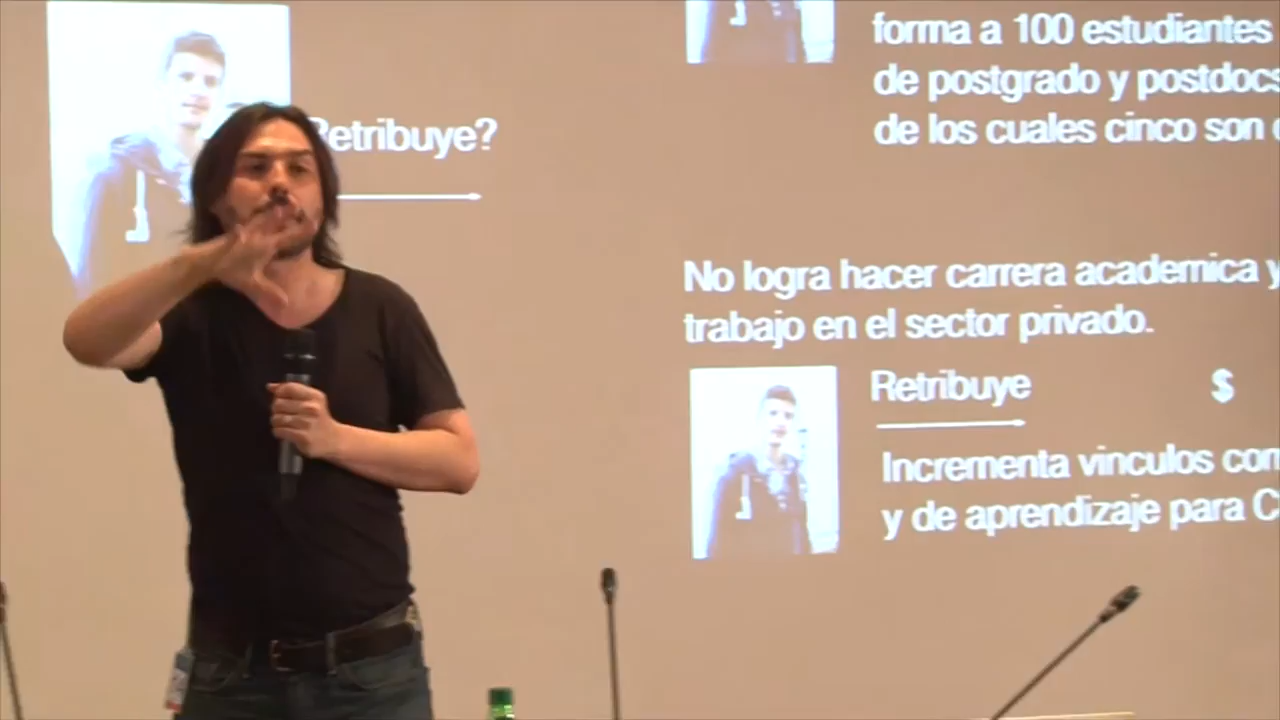 Retribuye?
forma a 100 estudiantes
de postgrado y postdocs
de los cuales cinco son
No logra hacer carrera academica y
trabajo en el sector privado.
Retribuye $
Incrementa vinculos con
y de aprendizaje para